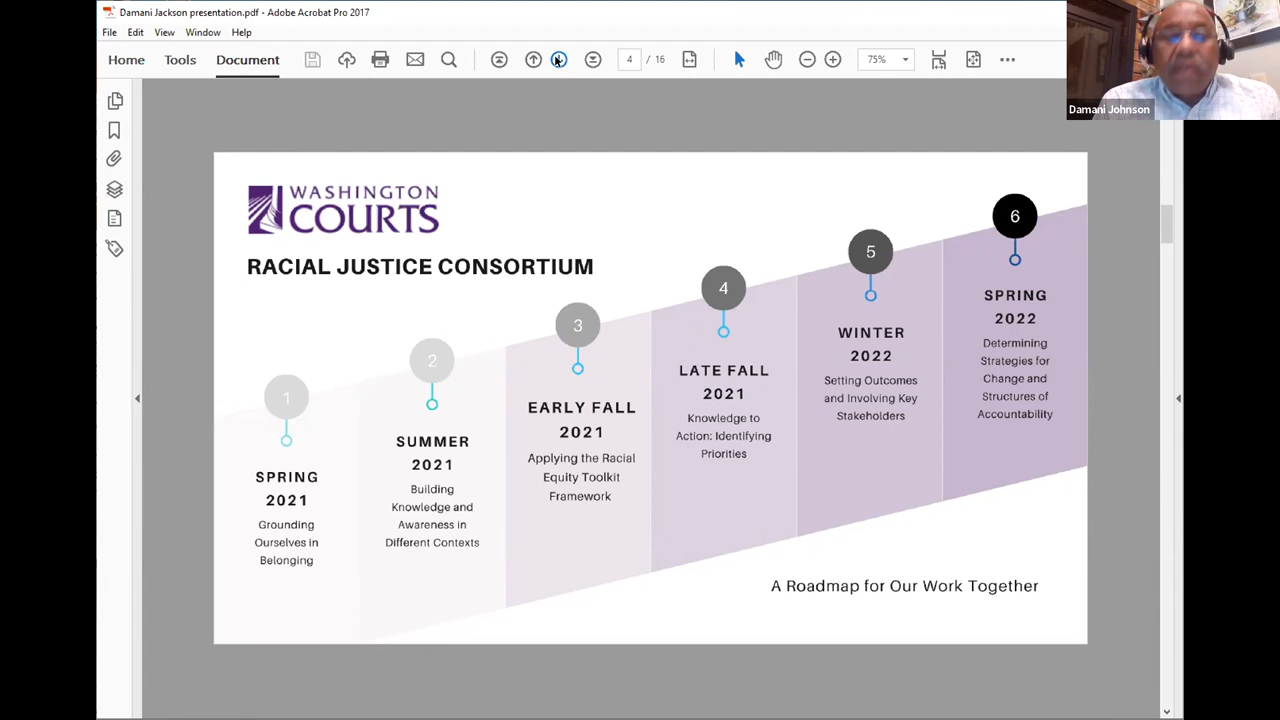 Damani Jackson presentation.pdf - Adobe Acrobat Pro 2017
File Edit View Window Help
Home Tools Document
4 / 16
75%
Damani Johnson
WASHINGTON
COURTS
RACIAL JUSTICE CONSORTIUM
1
SPRING
2021
Grounding
Ourselves in
Belonging
2
SUMMER
2021
Building
Knowledge and
Awareness in
Different Contexts
3
EARLY FALL
2021
Applying the Racial
Equity Toolkit
Framework
4
LATE FALL
2021
Knowledge to
Action: Identifying
Priorities
5
WINTER
2022
Setting Outcomes
and Involving Key
Stakeholders
6
SPRING
2022
Determining
Strategies for
Change and
Structures of
Accountability
A Roadmap for Our Work Together